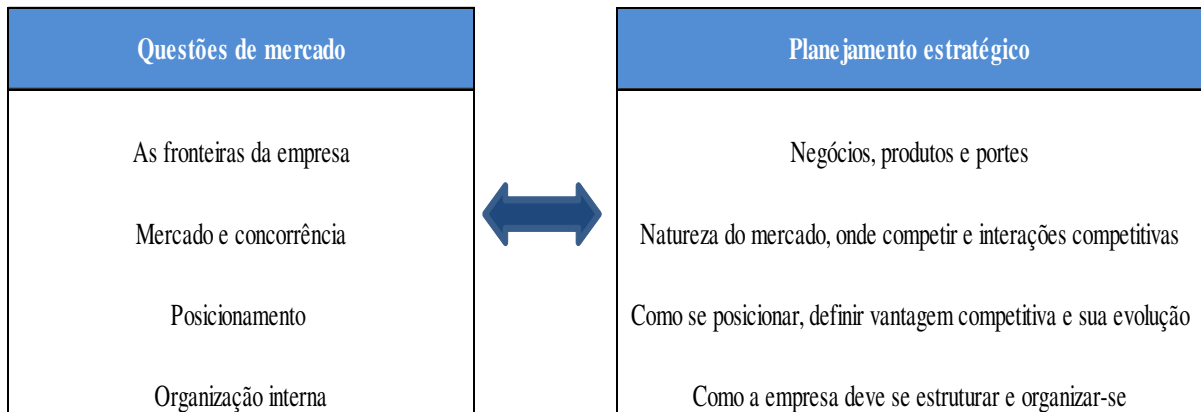 Questões de mercado
As fronteiras da empresa
Mercado e concorrência
Posicionamento
Organização interna
Planejamento estratégico
Negócios, produtos e portes
Natureza do mercado, onde competir e interações competitivas
Como se posicionar, definir vantagem competitiva e sua evolução
Como a empresa deve se estruturar e organizar-se